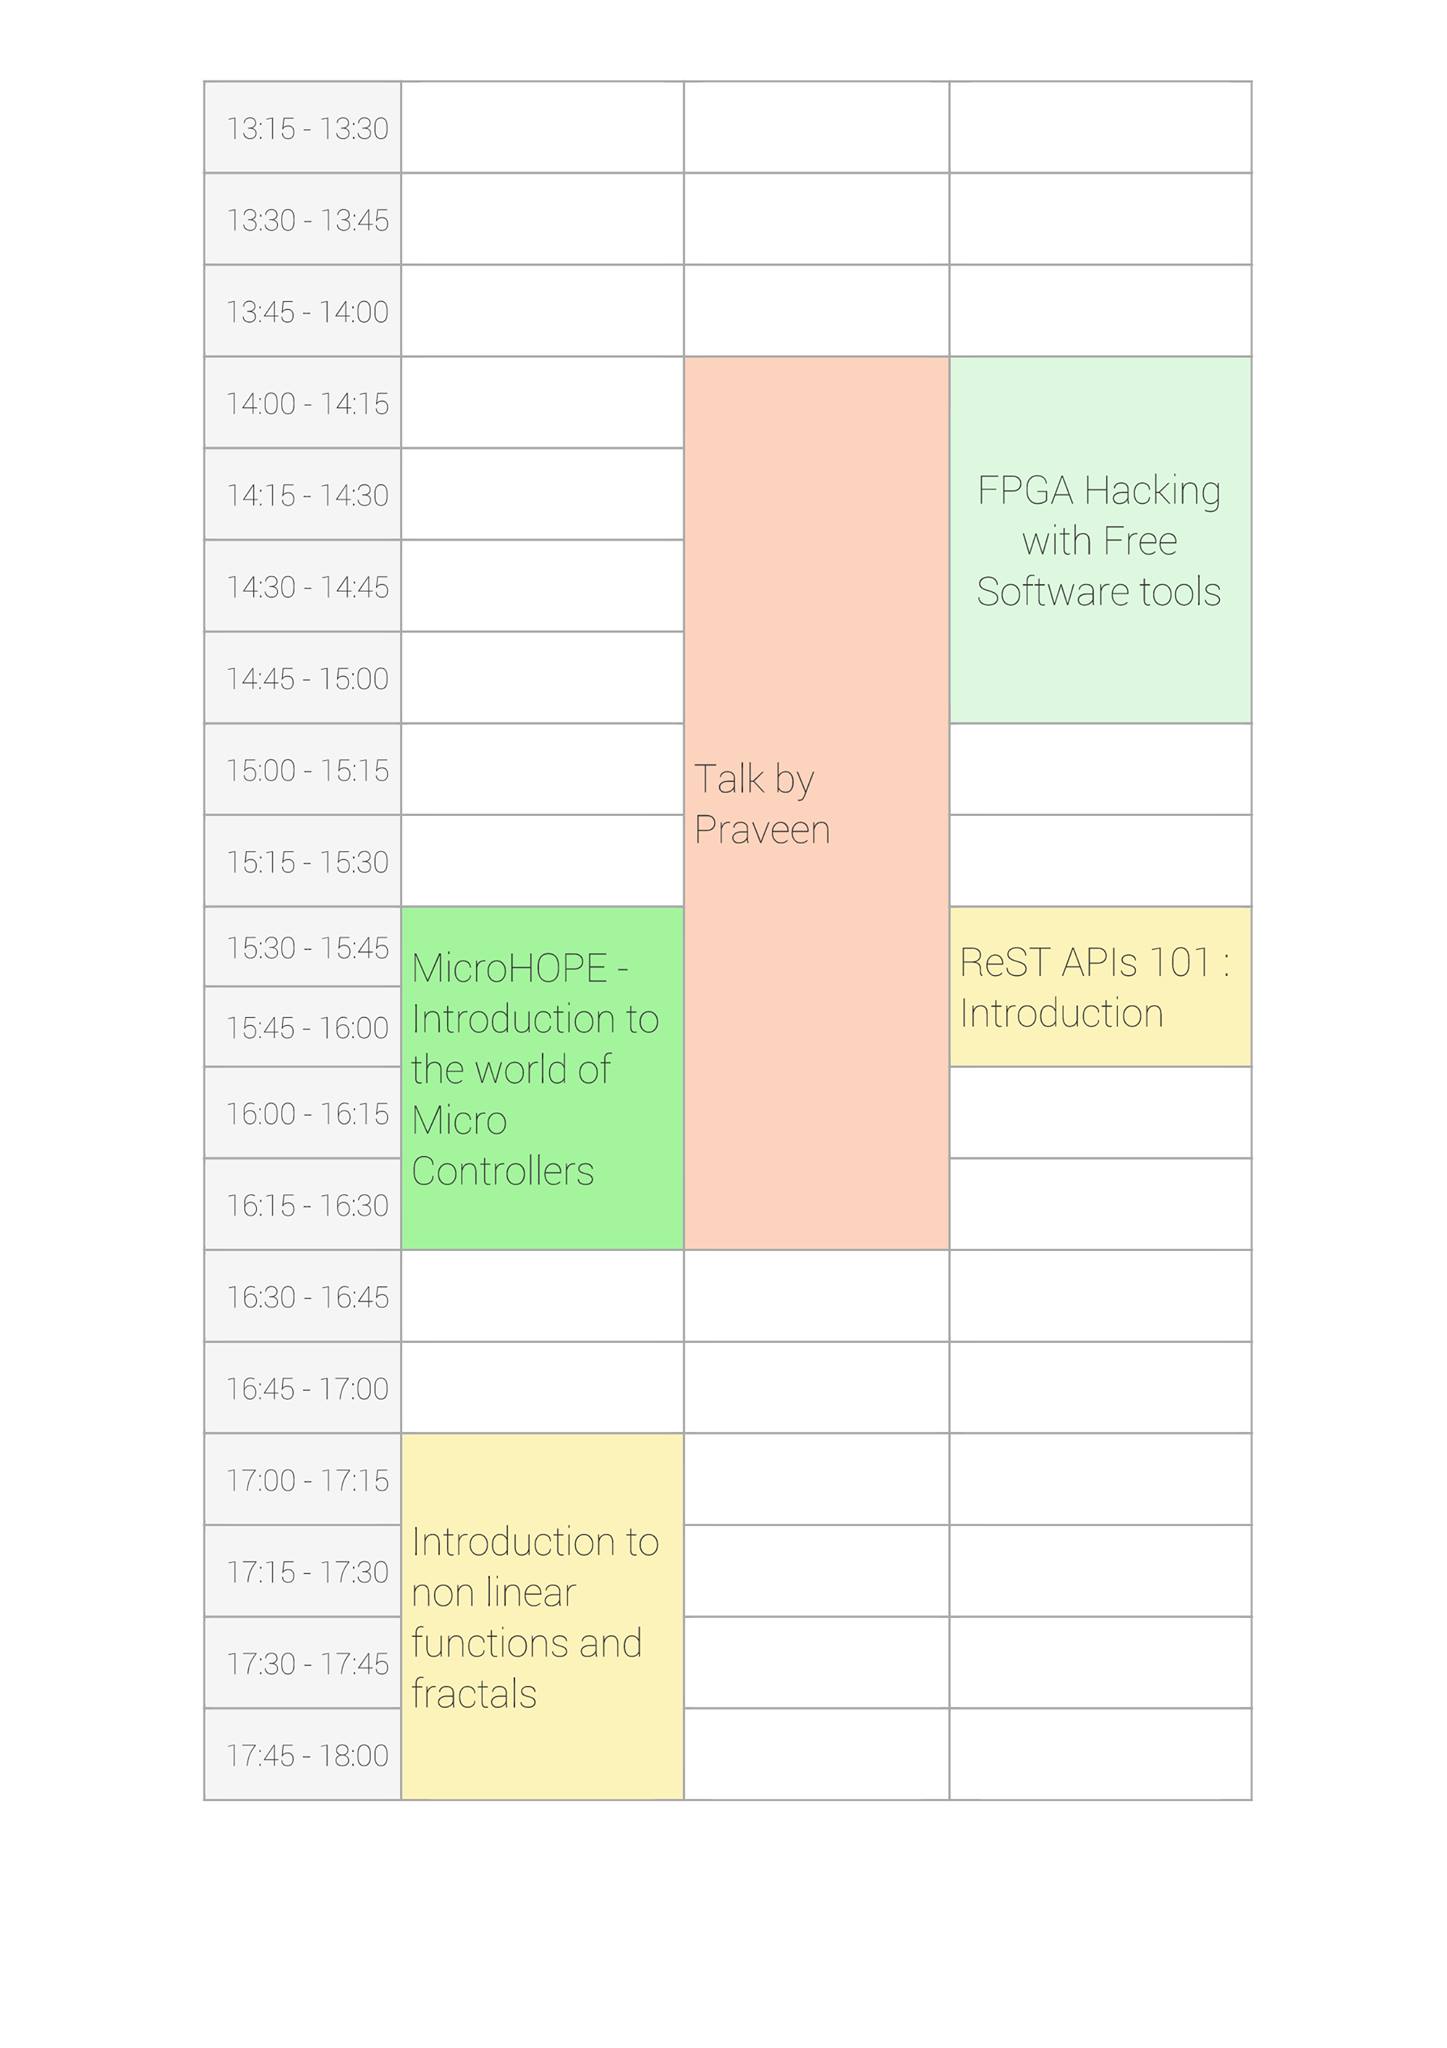 13:15 - 13:30
13:30 - 13:45
13:45 - 14:00
14:00 - 14:15
14:15 - 14:30
14:30 - 14:45
14:45 - 15:00
FPGA Hacking
with Free
Software tools
15:00 - 15:15
15:15 - 15:30
Talk by
Praveen
15:30 - 15:45
15:45 - 16:00
16:00 - 16:15
16:15 - 16:30
MicroHOPE -
Introduction to
the world of
Micro
Controllers
ReST APIs 101 :
Introduction
16:30 - 16:45
16:45 - 17:00
17:00 - 17:15
17:15 - 17:30
17:30 - 17:45
17:45 - 18:00
Introduction to
non linear
functions and
fractals